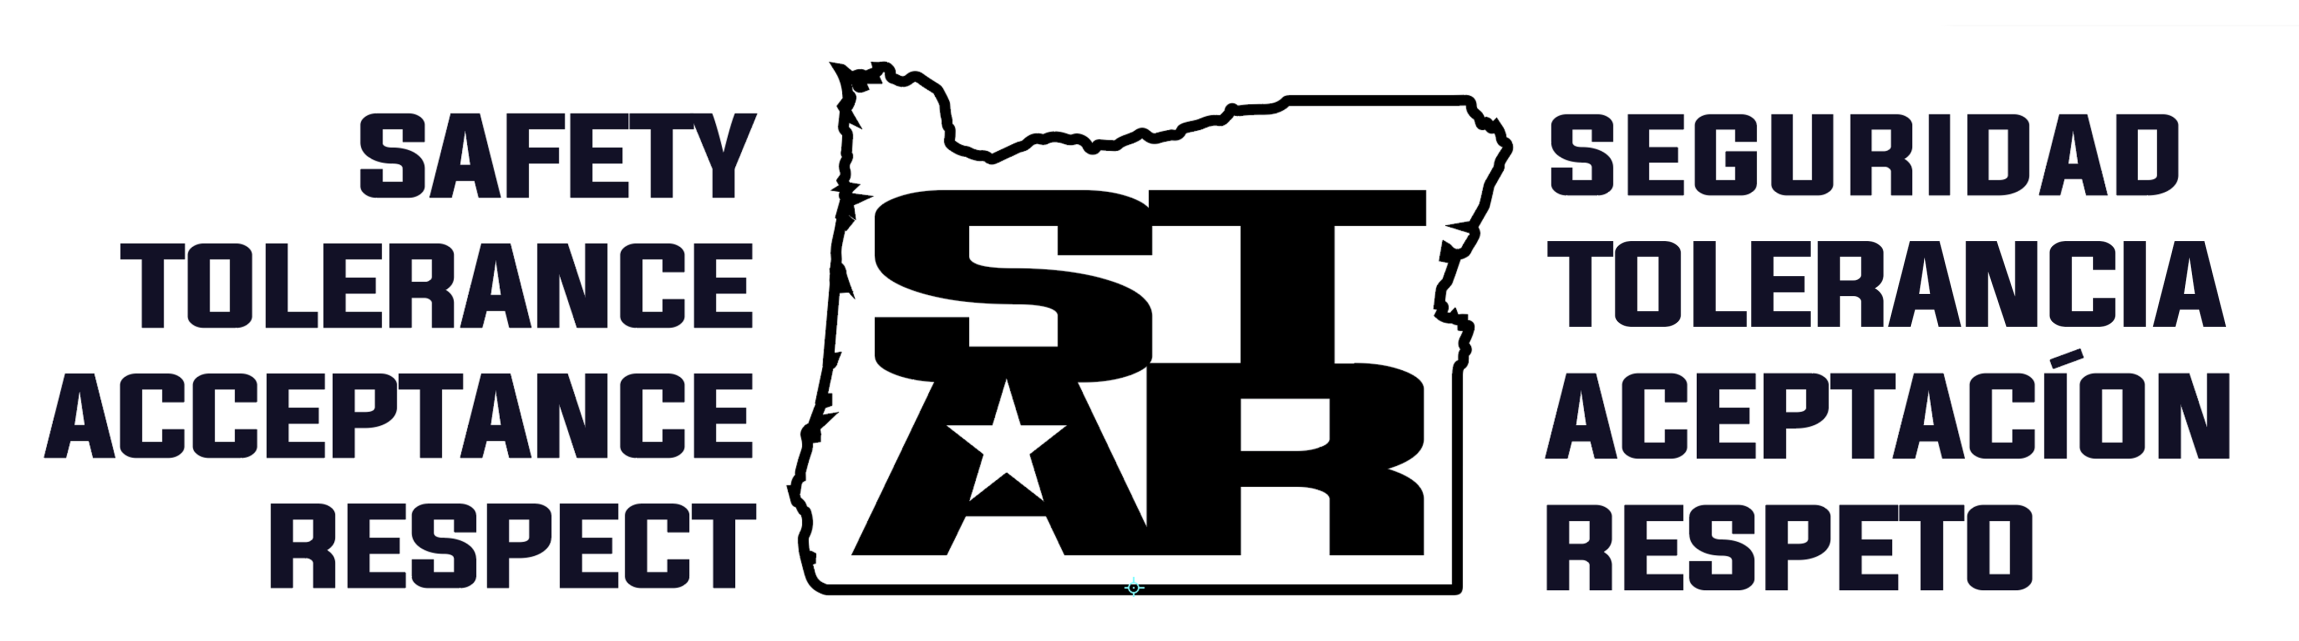 SAFETY
TOLERANCE
ACCEPTANCE
RESPECT
ST
AR
SEGURIDAD
TOLERANCIA
ACEPTACÍON
RESPETO